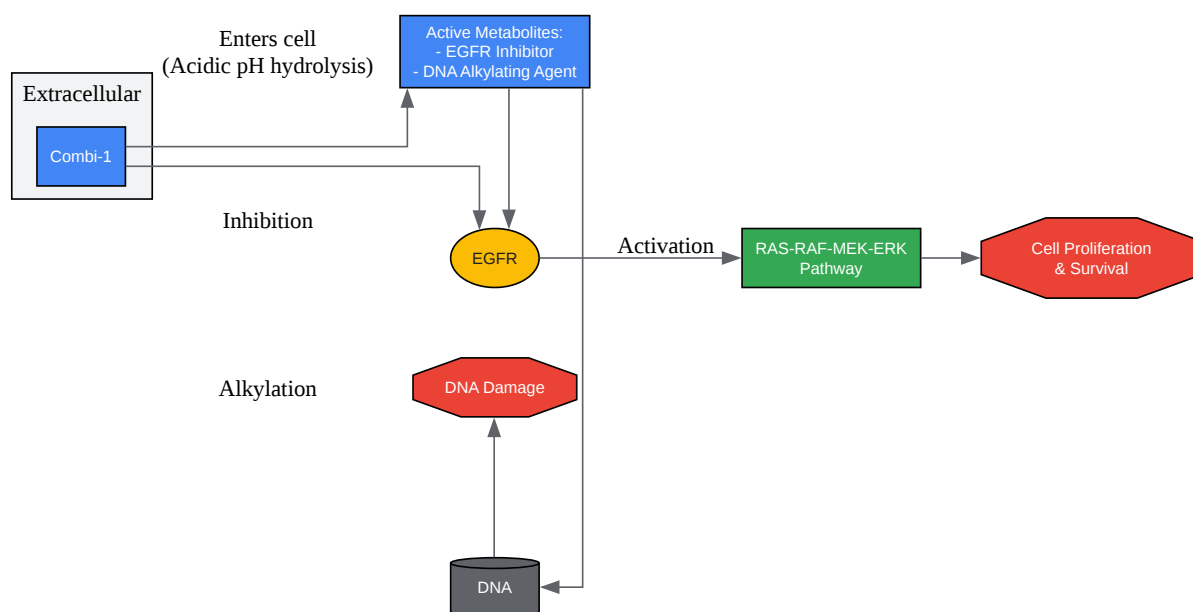 Active Metabolites:
- EGFR Inhibitor
- DNA Alkylating Agent
Enters cell
(Acidic pH hydrolysis)
Extracellular
Combi-1
Inhibition
EGFR
Activation
RAS-RAF-MEK-ERK
Pathway
Cell Proliferation
& Survival
Alkylation
DNA Damage
DNA